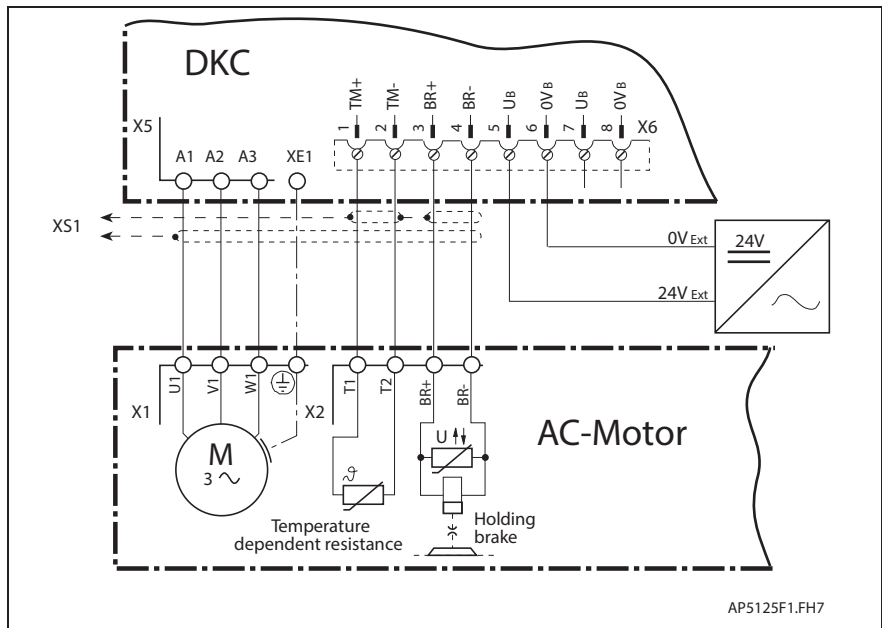 DKC
TM+ TM- BR+ BR- UB 0VB UB 0VB
1 2 3 4 5 6 7 8 X6
X5
A1 A2 A3 XE1
XS1
0V Ext
24V
24V Ext
U1 V1 W1 T1 T2 BR+ BR-
X1 X2
AC-Motor
M
3
U
ϑ
Temperature
dependent resistance
Holding
brake
AP5125F1.FH7